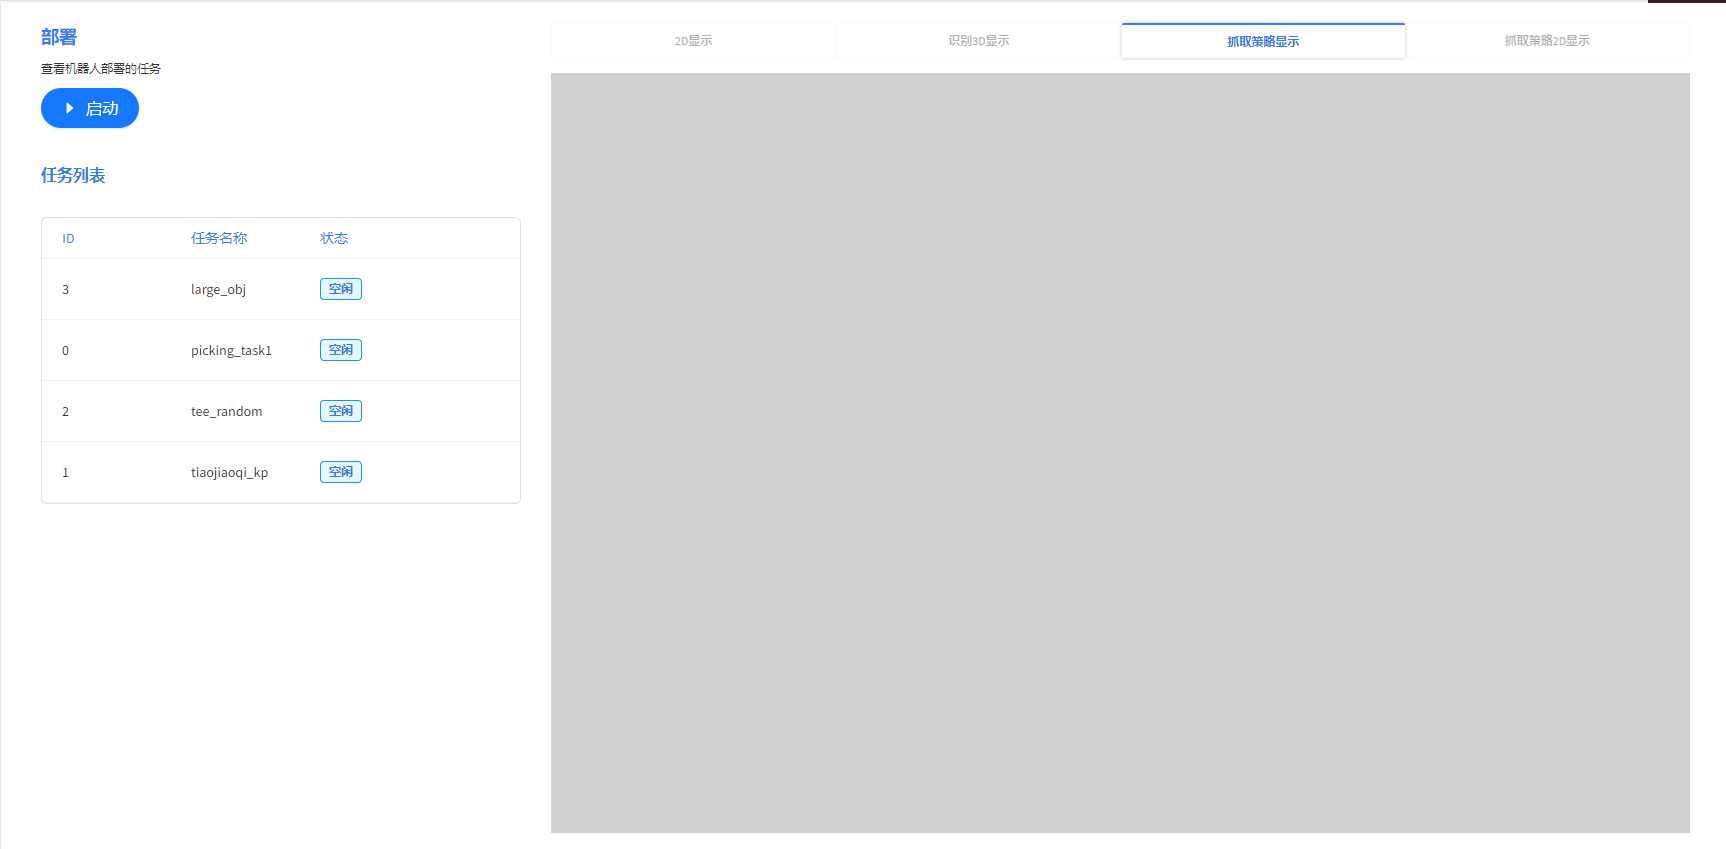 部署
查看机器人部署的任务
启动
任务列表
ID 任务名称 状态
3 large_obj 空闲
0 picking_task1 空闲
2 tee_random 空闲
1 tiaojiaoqi_kp 空闲
2D显示 识别3D显示 抓取策略显示 抓取策略2D显示